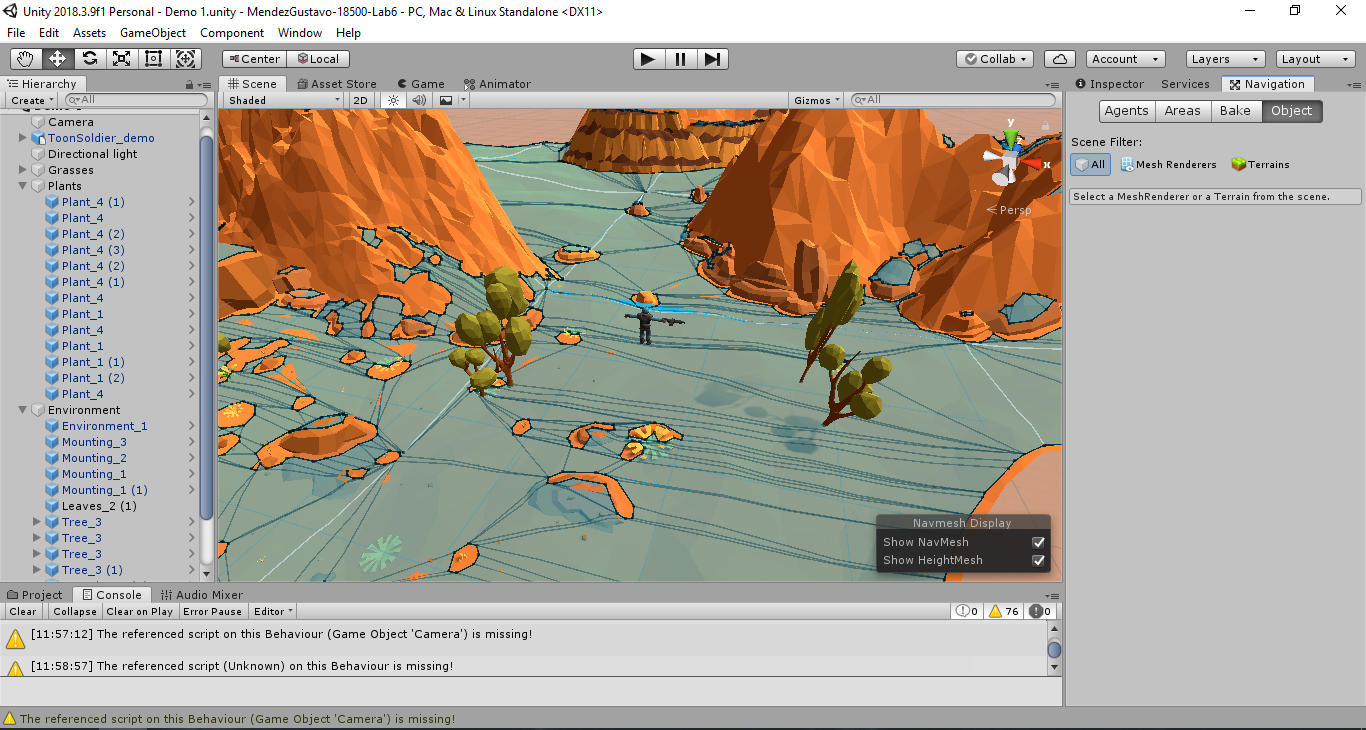 Unity 2018.3.9f1 Personal - Demo 1.unity - MendezGustavo-18500-Lab6 - PC, Mac & Linux Standalone <DX11>
File Edit Assets GameObject Component Window Help
Center Local Collab Account Layers Layout
Hierarchy Scene Asset Store Game Animator Inspector Services Navigation
Create All Shaded 2D Gizmos All
Agents Areas Bake Object
Camera
ToonSoldier_demo
Directional light
Grasses
Plants
Plant_4 (1)
Plant_4
Plant_4 (2)
Plant_4 (3)
Plant_4 (2)
Plant_4 (1)
Plant_4
Plant_1
Plant_4
Plant_1
Plant_1 (1)
Plant_1 (2)
Plant_4
Environment
Environment_1
Mounting_3
Mounting_2
Mounting_1
Mounting_1 (1)
Leaves_2 (1)
Tree_3
Tree_3
Tree_3
Tree_3 (1)
y
x
Persp
Navmesh Display
Show NavMesh
Show HeightMesh
Scene Filter:
All Mesh Renderers Terrains
Select a MeshRenderer or a Terrain from the scene.
Project Console Audio Mixer
Clear Collapse Clear on Play Error Pause Editor 0 76 0
[11:57:12] The referenced script on this Behaviour (Game Object 'Camera') is missing!
[11:58:57] The referenced script (Unknown) on this Behaviour is missing!
The referenced script on this Behaviour (Game Object 'Camera') is missing!